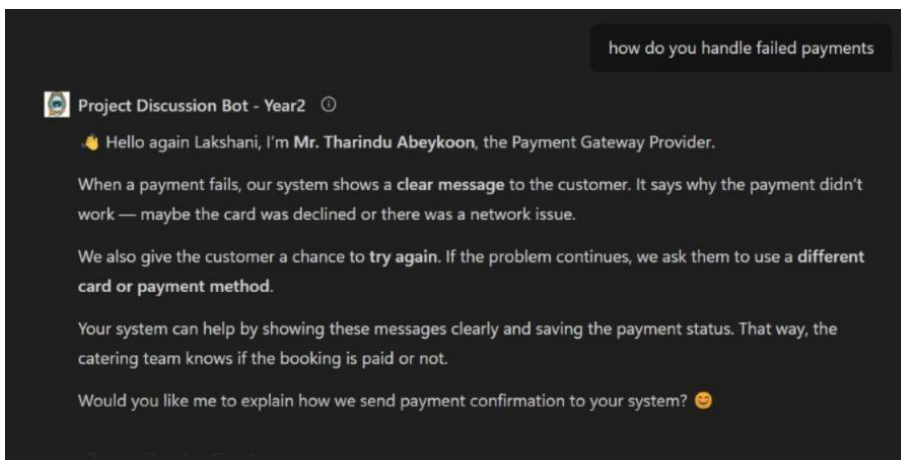 how do you handle failed payments
Project Discussion Bot - Year2
👋 Hello again Lakshani, I'm Mr. Tharindu Abeykoon, the Payment Gateway Provider.
When a payment fails, our system shows a clear message to the customer. It says why the payment didn't
work — maybe the card was declined or there was a network issue.
We also give the customer a chance to try again. If the problem continues, we ask them to use a different
card or payment method.
Your system can help by showing these messages clearly and saving the payment status. That way, the
catering team knows if the booking is paid or not.
Would you like me to explain how we send payment confirmation to your system? 😊